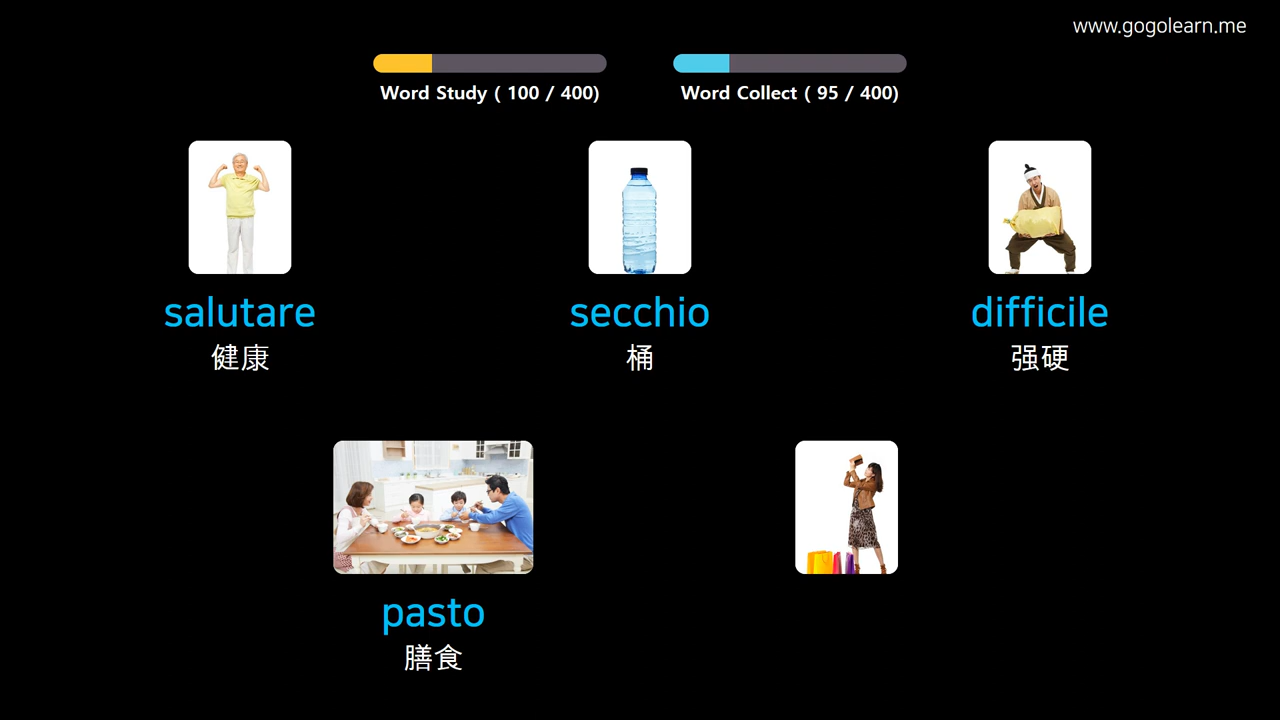 www.gogolearn.me
Word Study ( 100 / 400)
Word Collect ( 95 / 400)
salutare
健康
secchio
桶
difficile
强硬
pasto
膳食